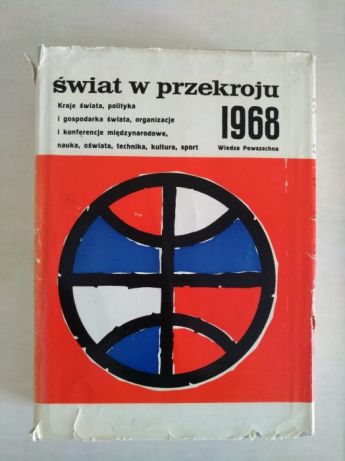 świat w przekroju
Kraje świata, polityka
i gospodarka świata, organizacje
i konferencje międzynarodowe,
nauka, oświata, technika, kultura, sport
1968
Wiedza Powszechna